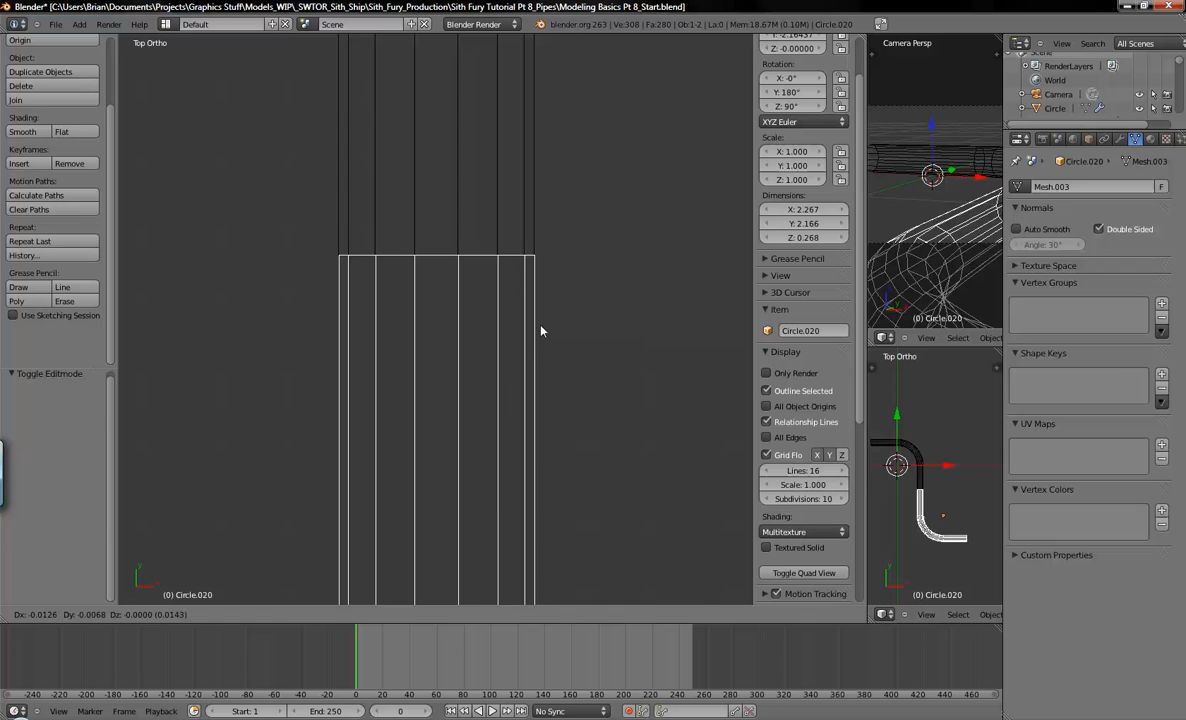 Blender* [C:\Users\Brian\Documents\Projects\Graphics Stuff\Models_WIP\_SWTOR_Sith_Ship\Sith_Fury_Production\Sith Fury Tutorial Pt 8_Pipes\Modeling Basics Pt 8_Start.blend]
File Add Render Help Default Scene Blender Render blender.org263 | Ve:308 | Fa:280 | Ob:1-2 | La:0 | Mem:18.67M (0.10M) | Circle.020
View Search All Scenes
Origin
Object:
Duplicate Objects
Delete
Join
Shading:
Smooth Flat
Keyframes:
Insert Remove
Motion Paths:
Calculate Paths
Clear Paths
Repeat:
Repeat Last
History...
Grease Pencil:
Draw Line
Poly Erase
Use Sketching Session
Toggle Editmode
Top Ortho
y
(0) Circle.020
Dx: -0.0126 Dy: -0.0068 Dz: -0.0000 (0.0143)
Y: -2.16437
Z: -0.00000
Rotation:
X: -0°
Y: 180°
Z: 90°
XYZ Euler
Scale:
X: 1.000
Y: 1.000
Z: 1.000
Dimensions:
X: 2.267
Y: 2.166
Z: 0.268
Grease Pencil
View
3D Cursor
Item
Circle.020
Display
Only Render
Outline Selected
All Object Origins
Relationship Lines
All Edges
Grid Flo X Y Z
Lines: 16
Scale: 1.000
Subdivisions: 10
Shading:
Multitexture
Textured Solid
Toggle Quad View
Motion Tracking
Camera Persp
(0) Circle.020
View Select Object
Top Ortho
(0) Circle.020
View Select Object
Scene
RenderLayers
World
Camera
Circle
Circle.020 Mesh.003
Mesh.003 F
Normals
Auto Smooth Double Sided
Angle: 30°
Texture Space
Vertex Groups
Shape Keys
UV Maps
Vertex Colors
Custom Properties
-240 -220 -200 -180 -160 -140 -120 -100 -80 -60 -40 -20 0 20 40 60 80 100 120 140 160 180 200 220 240 260 280 300 320 340 360 380 400 420 440 460
View Marker Frame Playback Start: 1 End: 250 0 No Sync